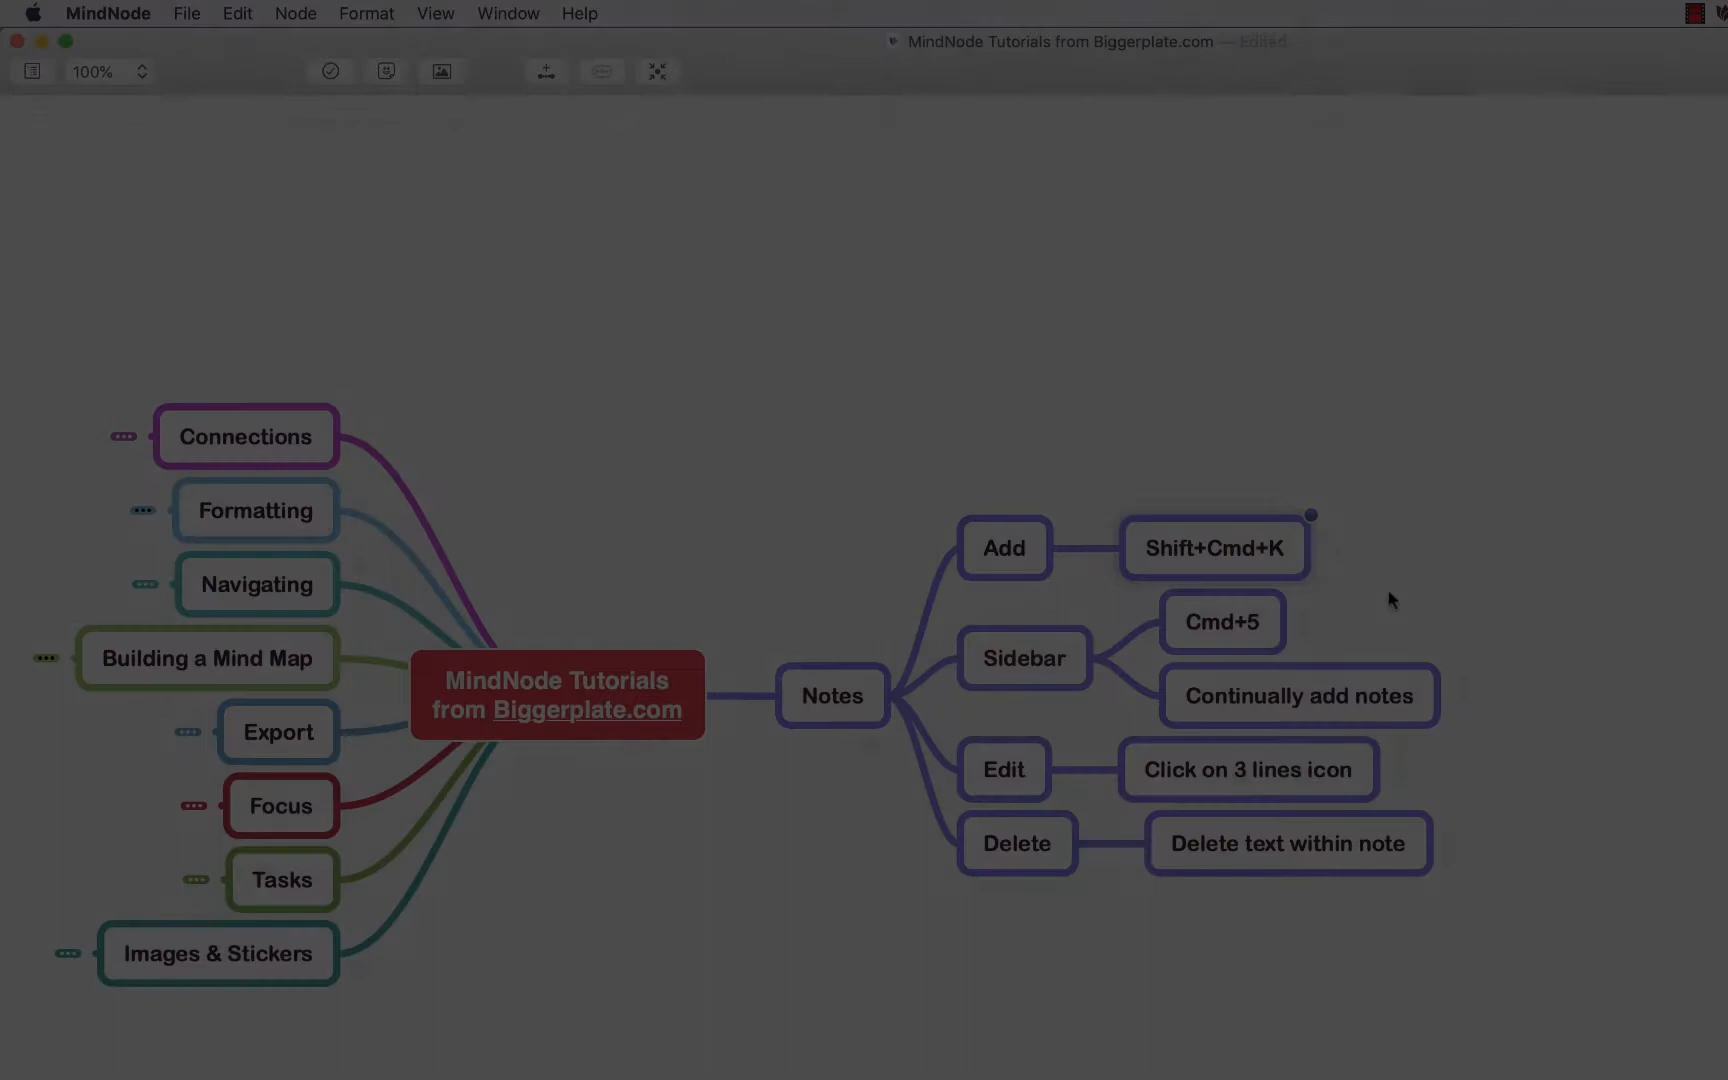 MindNode File Edit Node Format View Window Help
MindNode Tutorials from Biggerplate.com — Edited
100%
Connections
Formatting
Navigating
Building a Mind Map
Export
Focus
Tasks
Images & Stickers
MindNode Tutorials
from Biggerplate.com
Notes
Add
Shift+Cmd+K
Sidebar
Cmd+5
Continually add notes
Edit
Click on 3 lines icon
Delete
Delete text within note